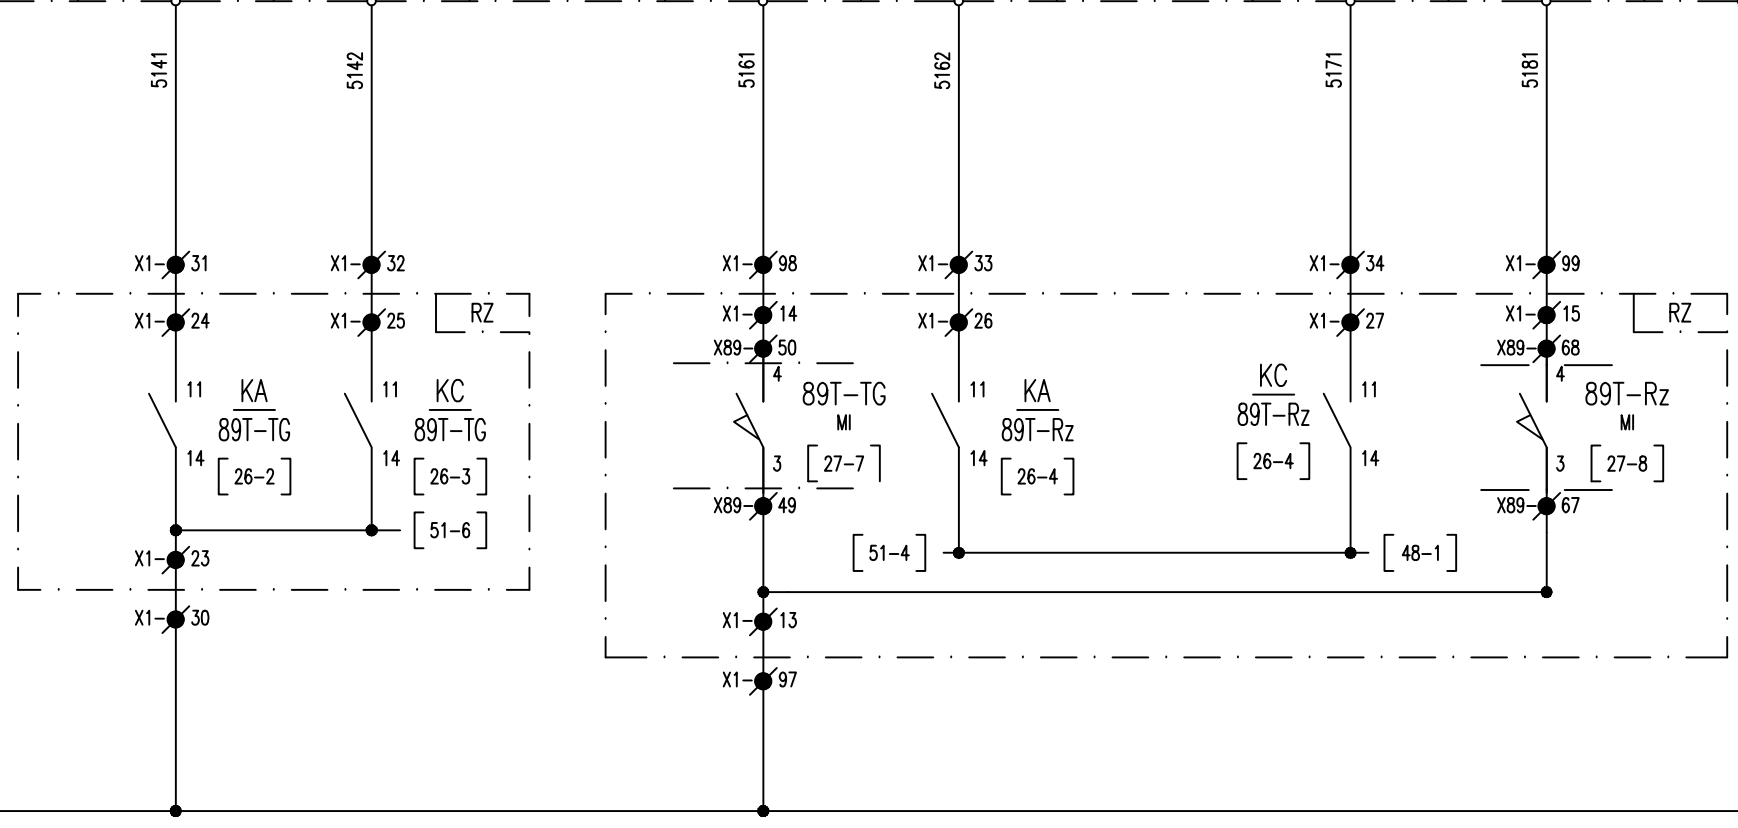 5141
5142
5161
5162
5171
5181
X1- 31
X1- 32
X1- 98
X1- 33
X1- 34
X1- 99
X1- 24
X1- 25
RZ
X1- 14
X1- 26
X1- 27
X1- 15
RZ
X89- 50
X89- 68
11
KA
89T-TG
14
[26-2]
11
KC
89T-TG
14
[26-3]
4
89T-TG
MI
3
[27-7]
11
KA
89T-Rz
14
[26-4]
KC
89T-Rz
[26-4]
11
14
4
89T-Rz
MI
3
[27-8]
X89- 49
X89- 67
[51-6]
[51-4]
[48-1]
X1- 23
X1- 30
X1- 13
X1- 97